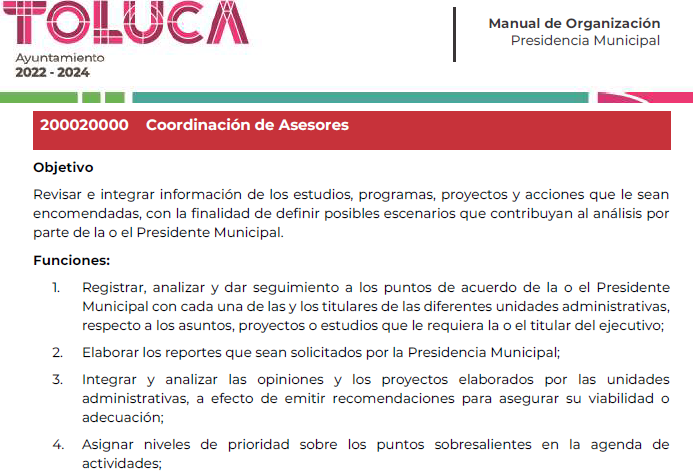 TOLUCA
Ayuntamiento
2022 - 2024
Manual de Organización
Presidencia Municipal
200020000 Coordinación de Asesores
Objetivo
Revisar e integrar información de los estudios, programas, proyectos y acciones que le sean
encomendadas, con la finalidad de definir posibles escenarios que contribuyan al análisis por
parte de la o el Presidente Municipal.
Funciones:
1. Registrar, analizar y dar seguimiento a los puntos de acuerdo de la o el Presidente
Municipal con cada una de las y los titulares de las diferentes unidades administrativas,
respecto a los asuntos, proyectos o estudios que le requiera la o el titular del ejecutivo;
2. Elaborar los reportes que sean solicitados por la Presidencia Municipal;
3. Integrar y analizar las opiniones y los proyectos elaborados por las unidades
administrativas, a efecto de emitir recomendaciones para asegurar su viabilidad o
adecuación;
4. Asignar niveles de prioridad sobre los puntos sobresalientes en la agenda de
actividades;